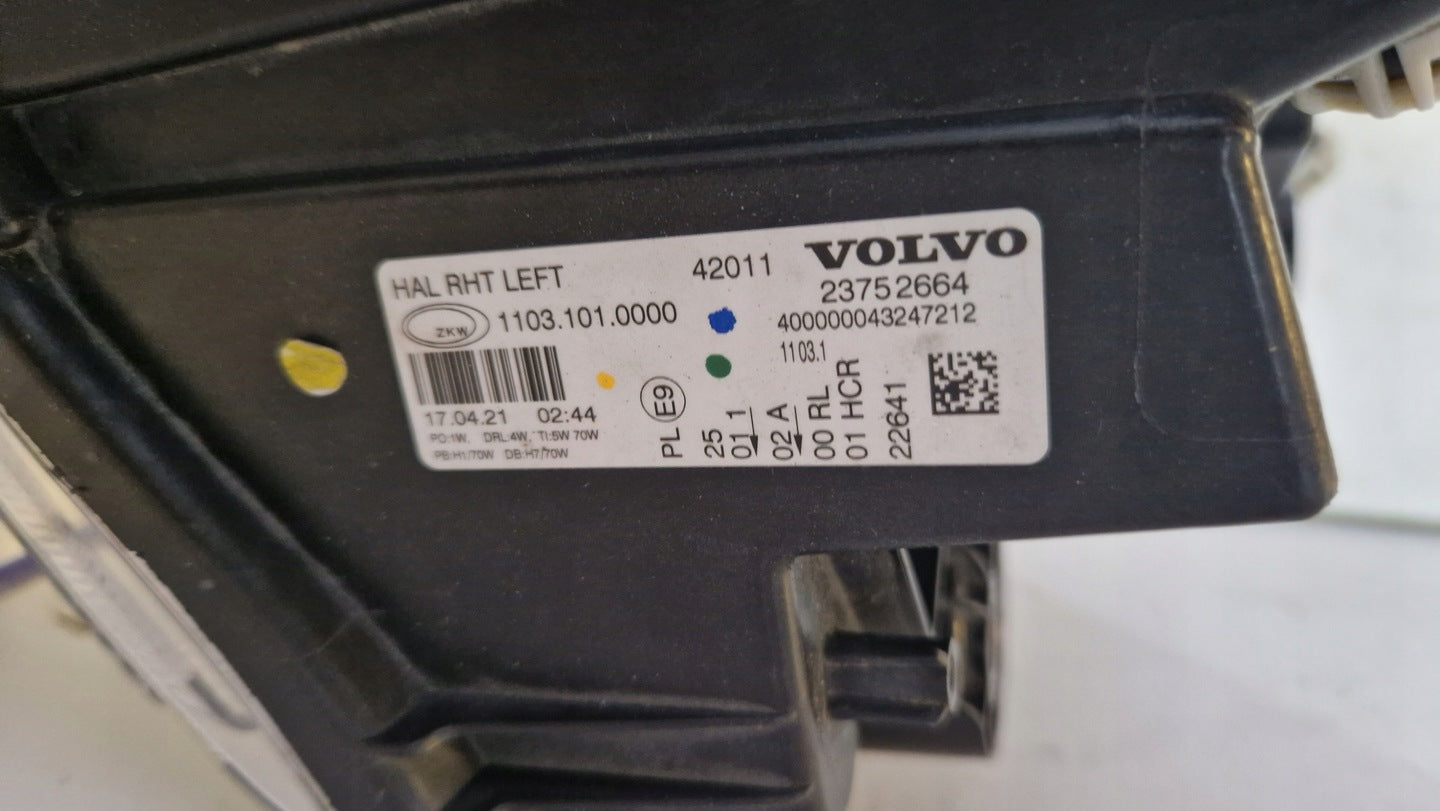 HAL RHT LEFT
42011
VOLVO
23752664
ZKW
1103.101.0000
400000043247212
1103.1
17.04.21 02:44
PO:1W, DRL:4W, TI:5W 70W
PB:H1/70W DB:H7/70W
PL E9
25
01 1
02 A
00 RL
01 HCR
22641